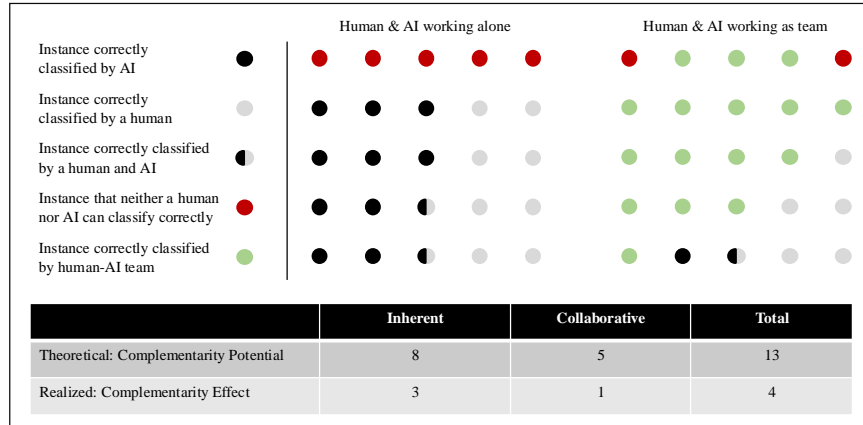 Human & AI working alone
Human & AI working as team
Instance correctly
classified by AI
Instance correctly
classified by a human
Instance correctly classified
by a human and AI
Instance that neither a human
nor AI can classify correctly
Instance correctly classified
by human-AI team
Inherent Collaborative Total
Theoretical: Complementarity Potential 8 5 13
Realized: Complementarity Effect 3 1 4